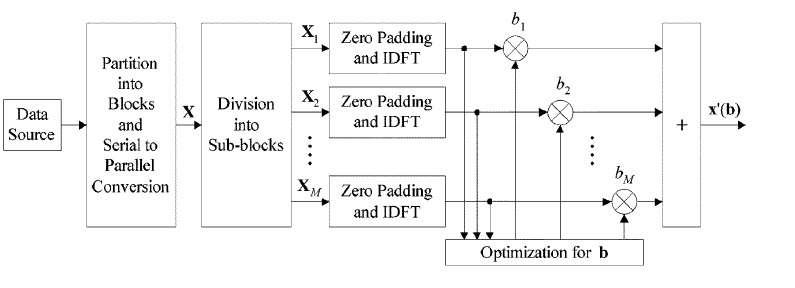 Data
Source
Partition
into
Blocks
and
Serial to
Parallel
Conversion
X
Division
into
Sub-blocks
X1
Zero Padding
and IDFT
b1
X2
Zero Padding
and IDFT
b2
XM
Zero Padding
and IDFT
bM
Optimization for b
+
x'(b)